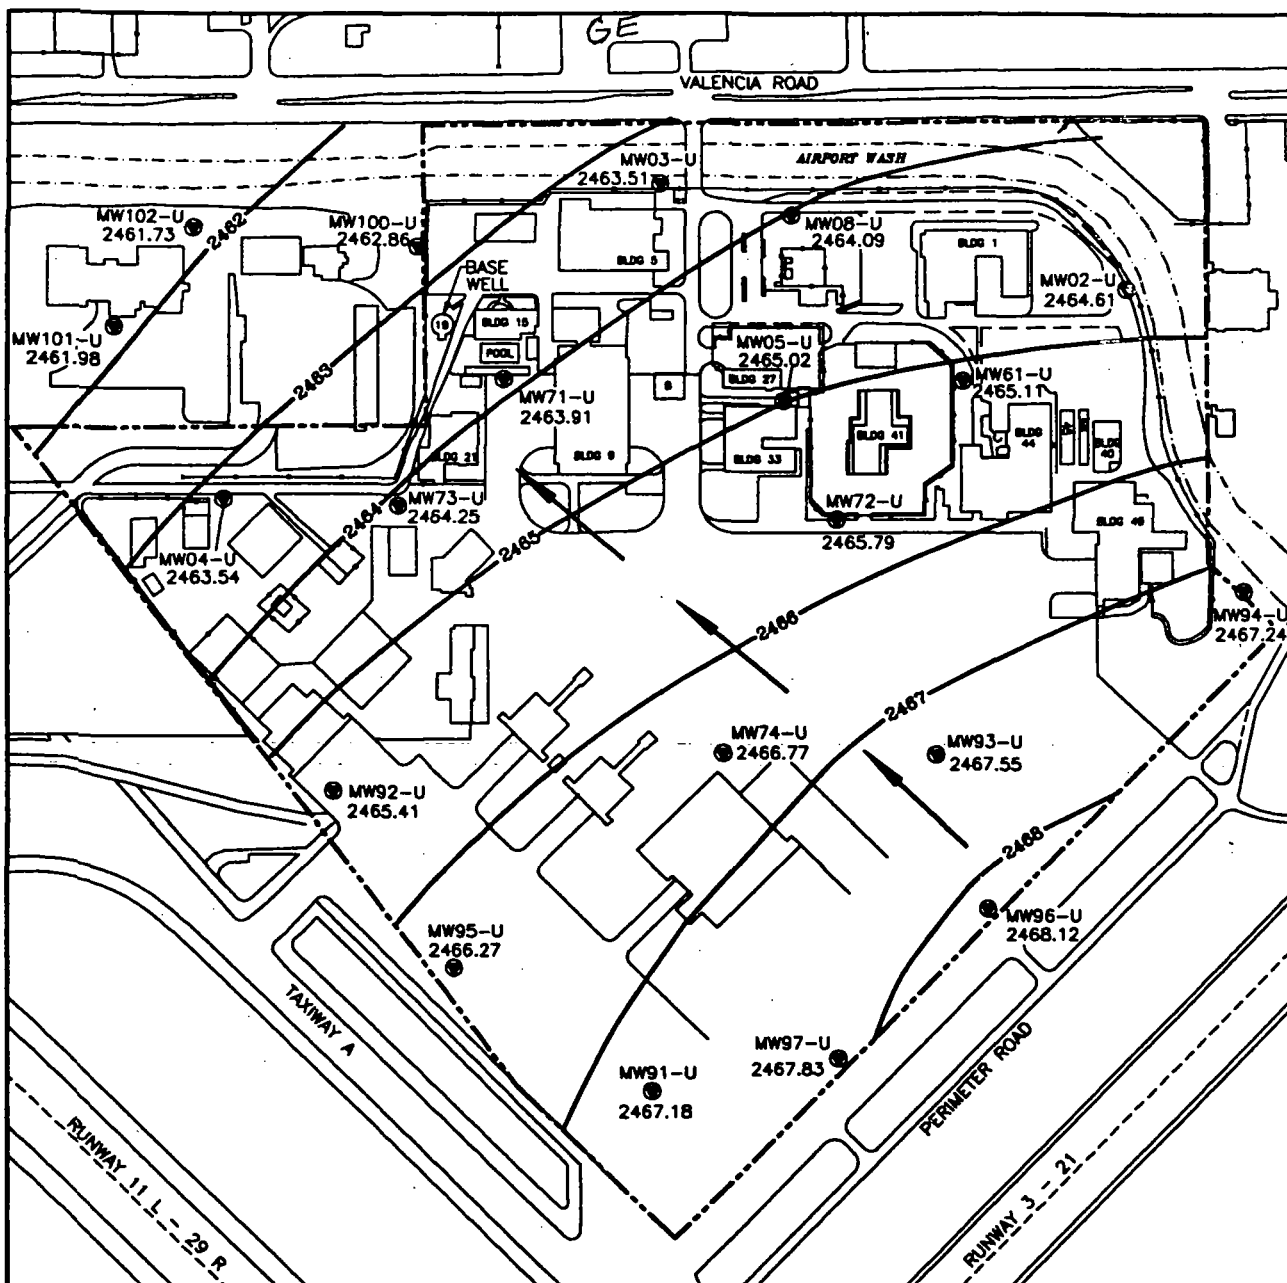 GE
VALENCIA ROAD
MW03-U
2463.51
AIRPORT WASH
MW102-U
2461.73
2462
MW100-U
2462.86
MW08-U
2464.09
BLDG 5
BLDG 1
BASE
WELL
MW02-U
2464.61
19
BLDG 15
MW101-U
2461.98
POOL
MW05-U
2465.02
2463
BLDG 27
MW61-U
2465.11
MW71-U
2463.91
8
BLDG 21
BLDG 9
BLDG 33
BLDG 41
BLDG
44
BLDG
40
MW73-U
2464.25
2464
MW72-U
2465.79
BLDG 46
2465
MW04-U
2463.54
MW94-U
2467.24
2466
2467
MW74-U
2466.77
MW93-U
2467.55
MW92-U
2465.41
2468
MW96-U
2468.12
MW95-U
2466.27
TAXIWAY A
MW97-U
2467.83
MW91-U
2467.18
PERIMETER ROAD
RUNWAY 11 L - 29 R
RUNWAY 3 - 21